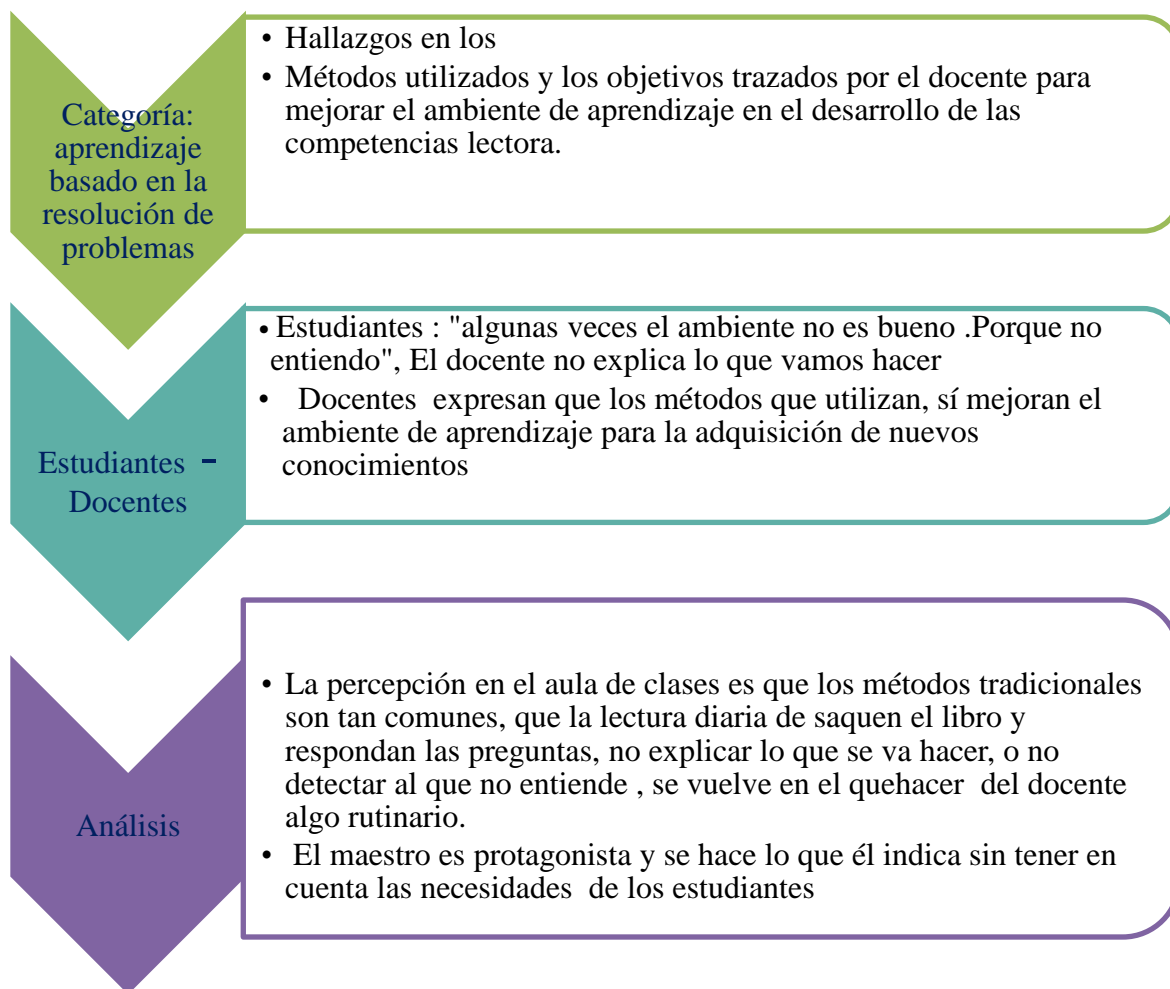 Categoría:
aprendizaje
basado en la
resolución de
problemas
• Hallazgos en los
• Métodos utilizados y los objetivos trazados por el docente para
mejorar el ambiente de aprendizaje en el desarrollo de las
competencias lectora.
Estudiantes –
Docentes
• Estudiantes : "algunas veces el ambiente no es bueno .Porque no
entiendo", El docente no explica lo que vamos hacer
• Docentes expresan que los métodos que utilizan, sí mejoran el
ambiente de aprendizaje para la adquisición de nuevos
conocimientos
Análisis
• La percepción en el aula de clases es que los métodos tradicionales
son tan comunes, que la lectura diaria de saquen el libro y
respondan las preguntas, no explicar lo que se va hacer, o no
detectar al que no entiende , se vuelve en el quehacer del docente
algo rutinario.
• El maestro es protagonista y se hace lo que él indica sin tener en
cuenta las necesidades de los estudiantes